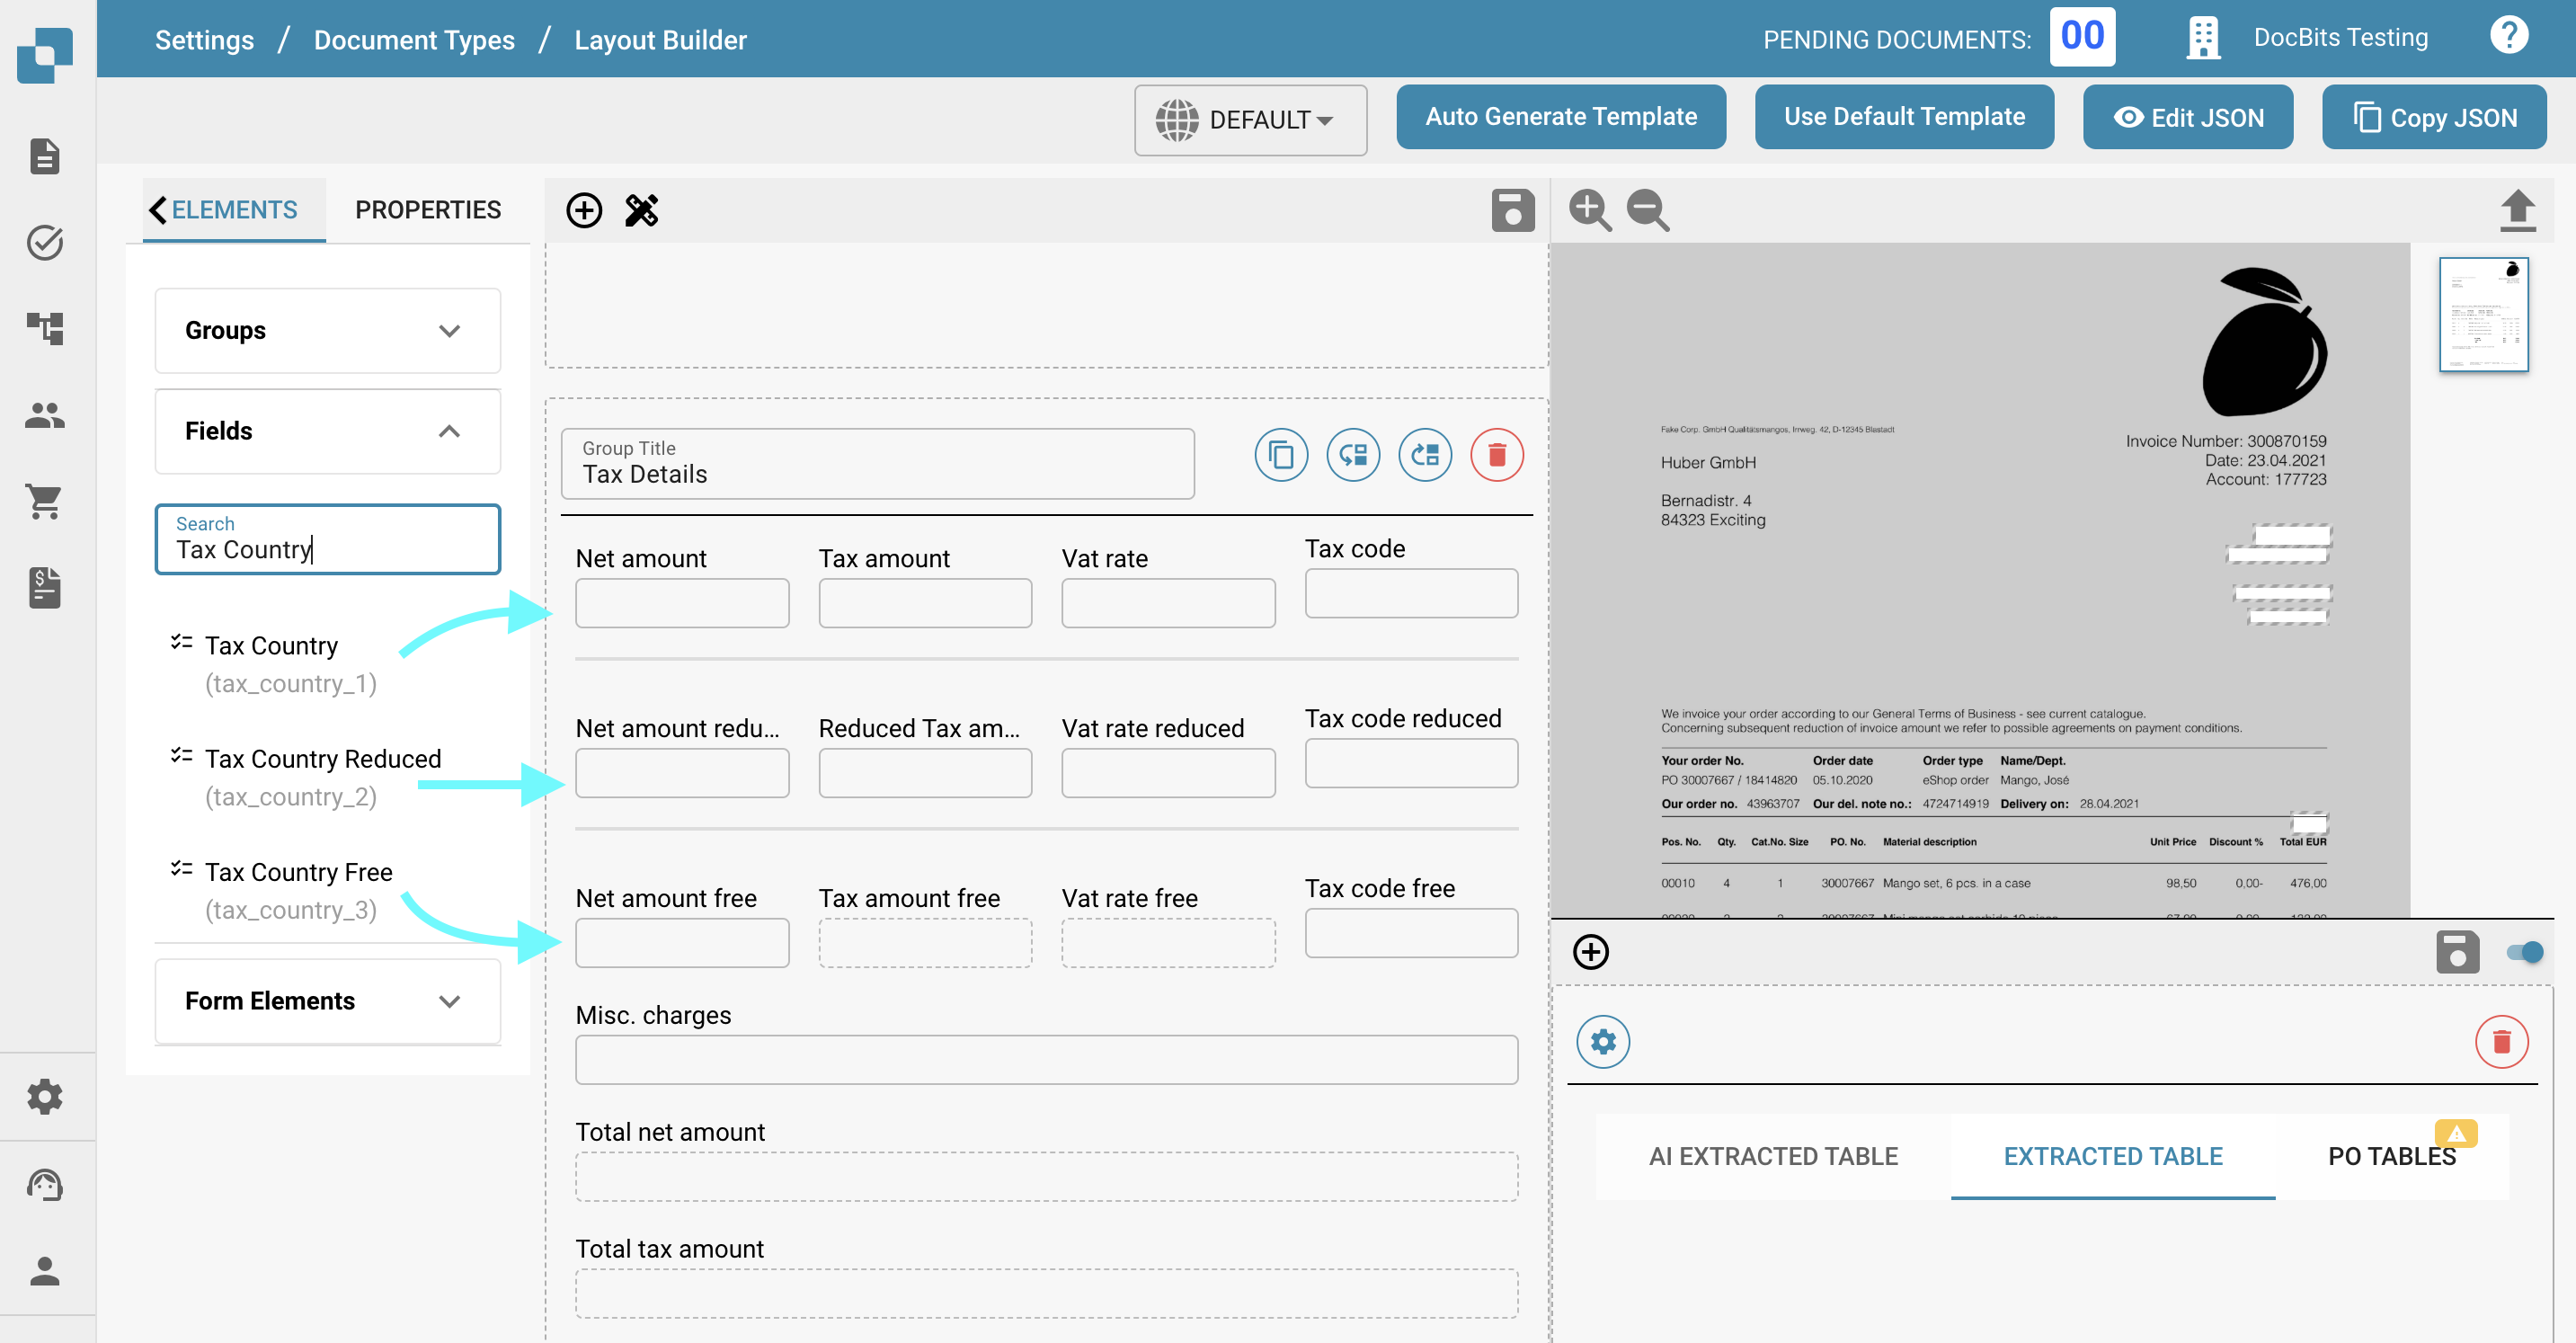 Settings / Document Types / Layout Builder
PENDING DOCUMENTS: 00
DocBits Testing
?
DEFAULT
Auto Generate Template
Use Default Template
Edit JSON
Copy JSON
ELEMENTS
PROPERTIES
Groups
Fields
Search
Tax Country
Tax Country
(tax_country_1)
Tax Country Reduced
(tax_country_2)
Tax Country Free
(tax_country_3)
Form Elements
Group Title
Tax Details
Net amount Tax amount Vat rate Tax code
Net amount redu... Reduced Tax am... Vat rate reduced Tax code reduced
Net amount free Tax amount free Vat rate free Tax code free
Misc. charges
Total net amount
Total tax amount
Fake Corp. GmbH Qualitätsmangos, Irrweg. 42, D-12345 Blastadt
Huber GmbH
Bernadistr. 4
84323 Exciting
Invoice Number: 300870159
Date: 23.04.2021
Account: 177723
We invoice your order according to our General Terms of Business - see current catalogue.
Concerning subsequent reduction of invoice amount we refer to possible agreements on payment conditions.
Your order No. Order date Order type Name/Dept.
PO 30007667 / 18414820 05.10.2020 eShop order Mango, José
Our order no. 43963707 Our del. note no.: 4724714919 Delivery on: 28.04.2021
Pos. No. Qty. Cat.No. Size PO. No. Material description Unit Price Discount % Total EUR
00010 4 1 30007667 Mango set, 6 pcs. in a case 98,50 0,00- 476,00
AI EXTRACTED TABLE
EXTRACTED TABLE
PO TABLES